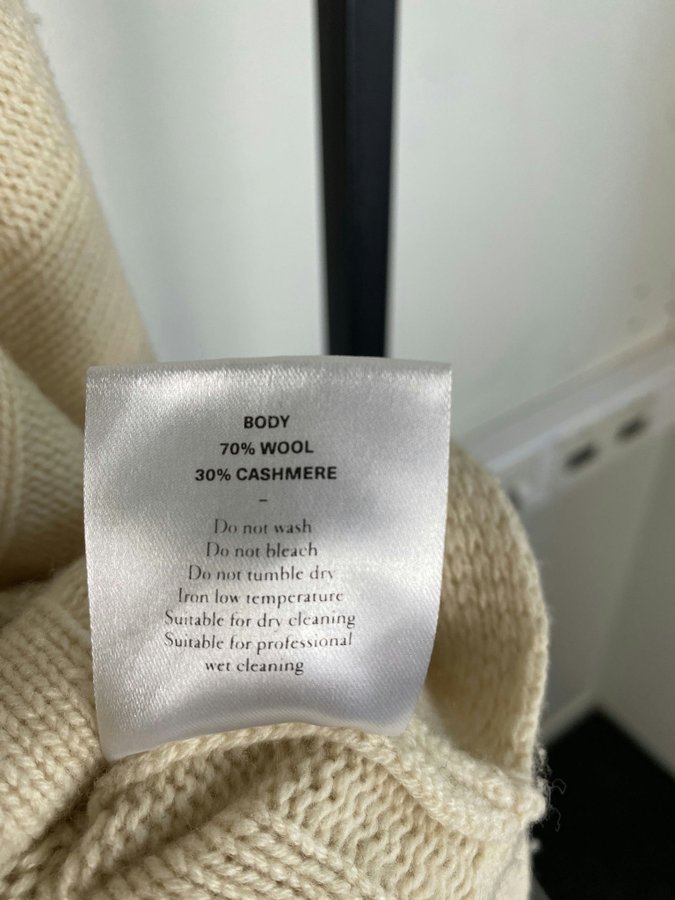 BODY
70% WOOL
30% CASHMERE
–
Do not wash
Do not bleach
Do not tumble dry
Iron low temperature
Suitable for dry cleaning
Suitable for professional
wet cleaning